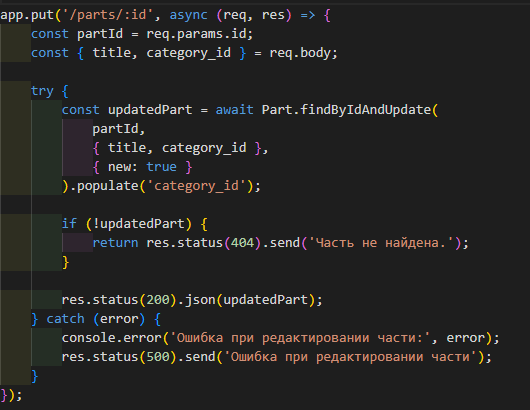 app.put('/parts/:id', async (req, res) => {
    const partId = req.params.id;
    const { title, category_id } = req.body;

    try {
        const updatedPart = await Part.findByIdAndUpdate(
            partId,
            { title, category_id },
            { new: true }
        ).populate('category_id');

        if (!updatedPart) {
            return res.status(404).send('Часть не найдена.');
        }

        res.status(200).json(updatedPart);
    } catch (error) {
        console.error('Ошибка при редактировании части:', error);
        res.status(500).send('Ошибка при редактировании части');
    }
});